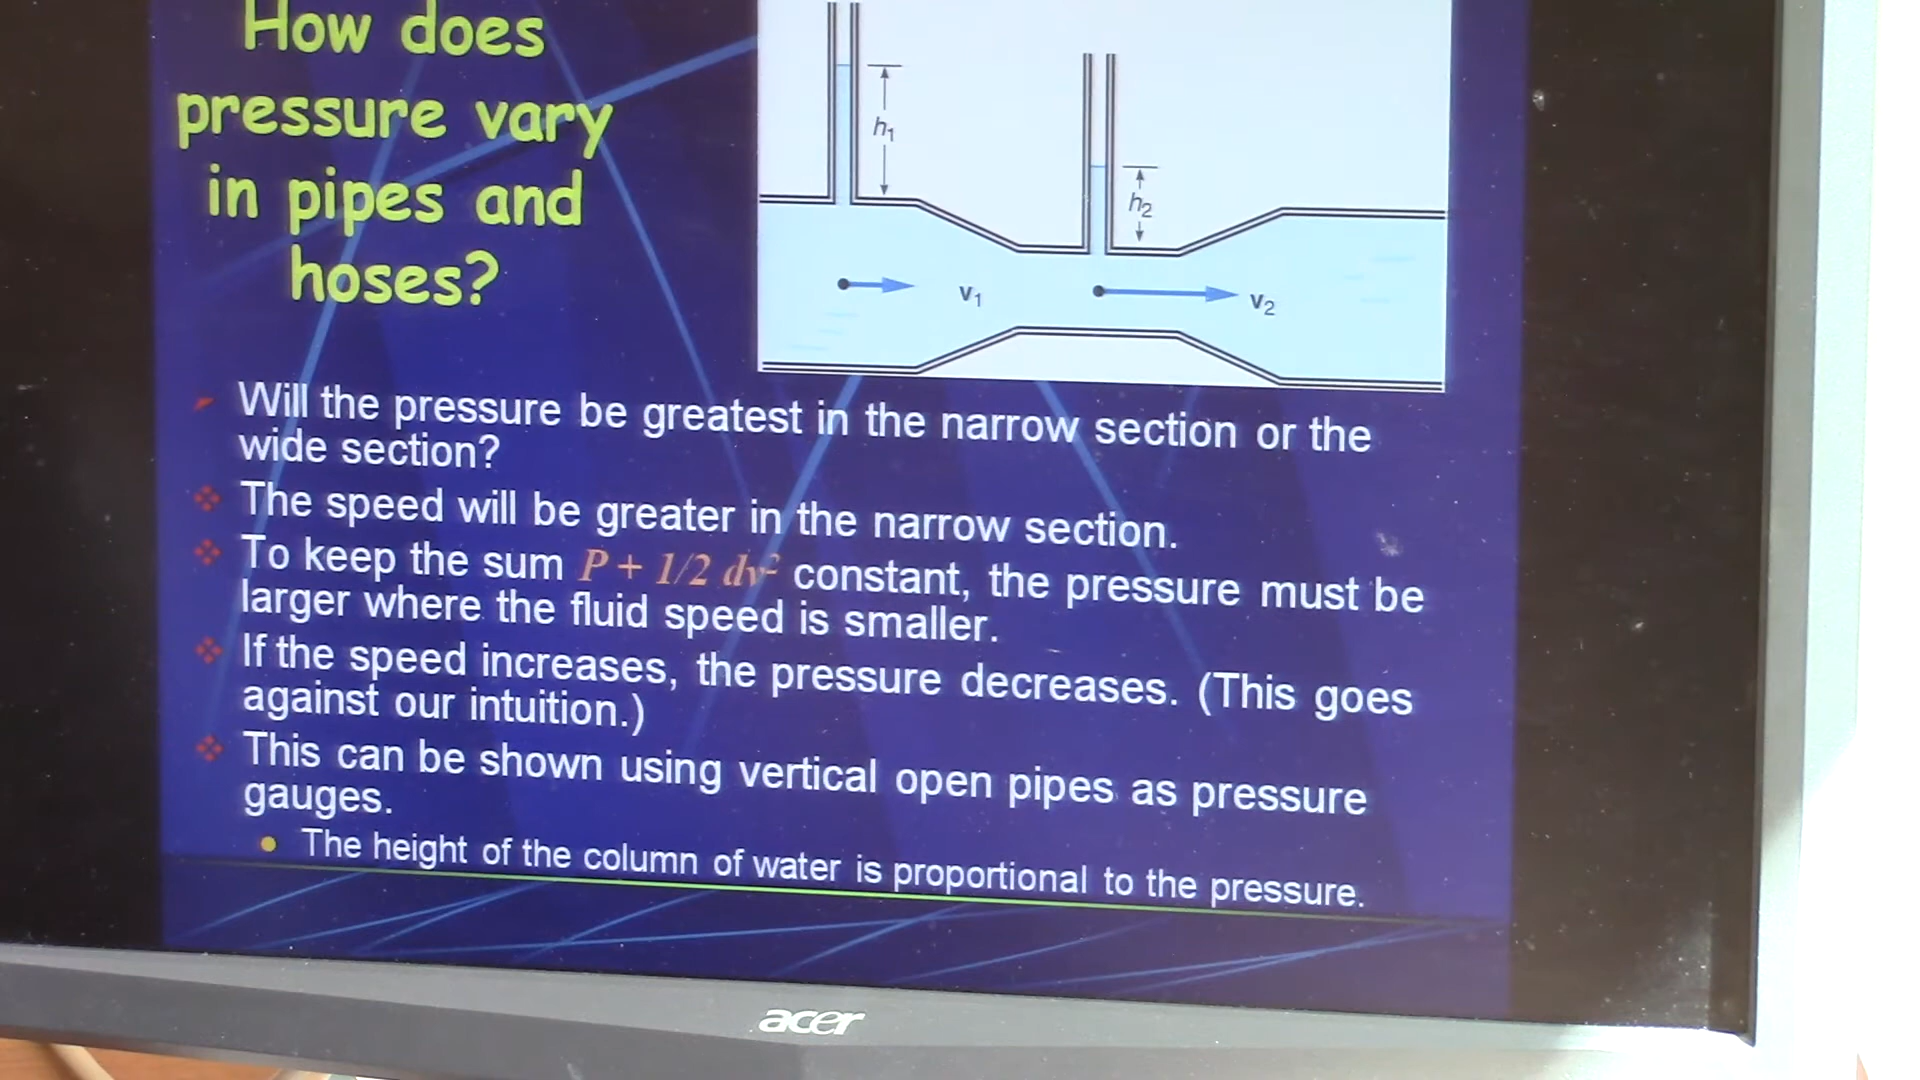 How does
pressure vary
in pipes and
hoses?
h1
h2
v1
v2
Will the pressure be greatest in the narrow section or the
wide section?
The speed will be greater in the narrow section.
To keep the sum P + 1/2 dv² constant, the pressure must be
larger where the fluid speed is smaller.
If the speed increases, the pressure decreases. (This goes
against our intuition.)
This can be shown using vertical open pipes as pressure
gauges.
The height of the column of water is proportional to the pressure.
acer